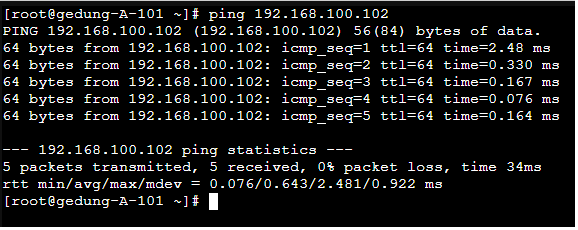 [root@gedung-A-101 ~]# ping 192.168.100.102
PING 192.168.100.102 (192.168.100.102) 56(84) bytes of data.
64 bytes from 192.168.100.102: icmp_seq=1 ttl=64 time=2.48 ms
64 bytes from 192.168.100.102: icmp_seq=2 ttl=64 time=0.330 ms
64 bytes from 192.168.100.102: icmp_seq=3 ttl=64 time=0.167 ms
64 bytes from 192.168.100.102: icmp_seq=4 ttl=64 time=0.076 ms
64 bytes from 192.168.100.102: icmp_seq=5 ttl=64 time=0.164 ms

--- 192.168.100.102 ping statistics ---
5 packets transmitted, 5 received, 0% packet loss, time 34ms
rtt min/avg/max/mdev = 0.076/0.643/2.481/0.922 ms
[root@gedung-A-101 ~]#